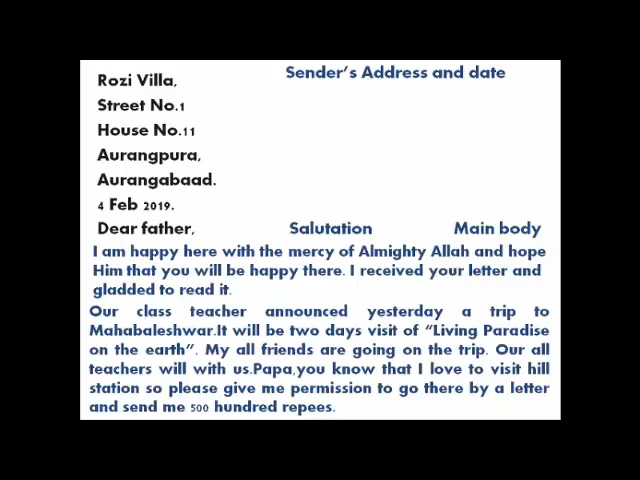 Sender's Address and date
Rozi Villa,
Street No.1
House No.11
Aurangpura,
Aurangabaad.
4 Feb 2019.
Dear father, Salutation Main body
I am happy here with the mercy of Almighty Allah and hope
Him that you will be happy there. I received your letter and
gladded to read it.
Our class teacher announced yesterday a trip to
Mahabaleshwar.It will be two days visit of "Living Paradise
on the earth". My all friends are going on the trip. Our all
teachers will with us.Papa,you know that I love to visit hill
station so please give me permission to go there by a letter
and send me 500 hundred repees.